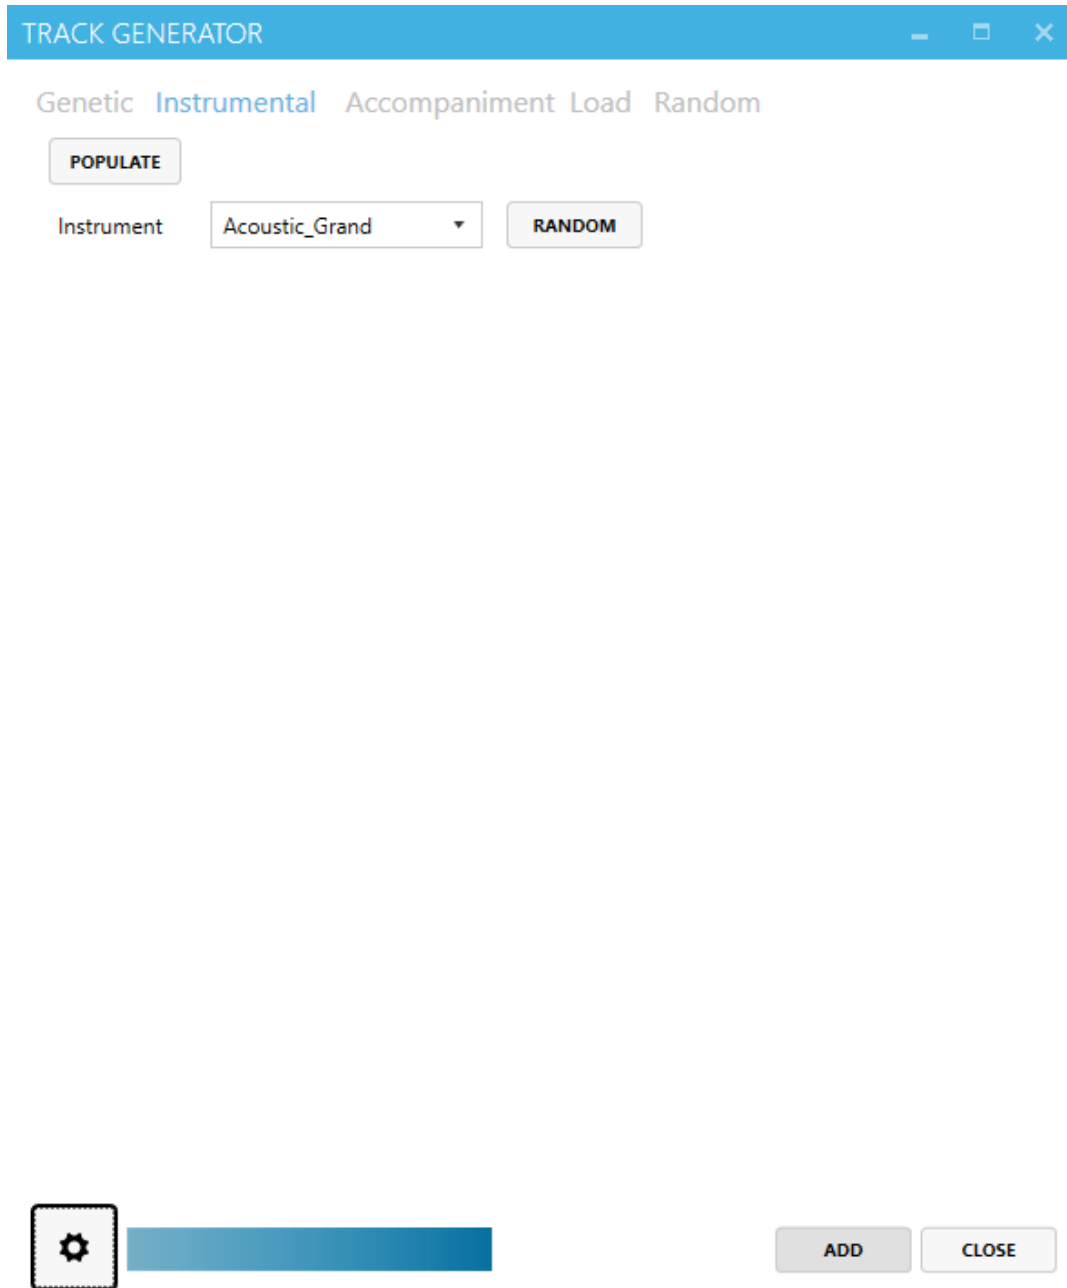 TRACK GENERATOR
Genetic Instrumental Accompaniment Load Random
POPULATE
Instrument Acoustic_Grand RANDOM
ADD CLOSE